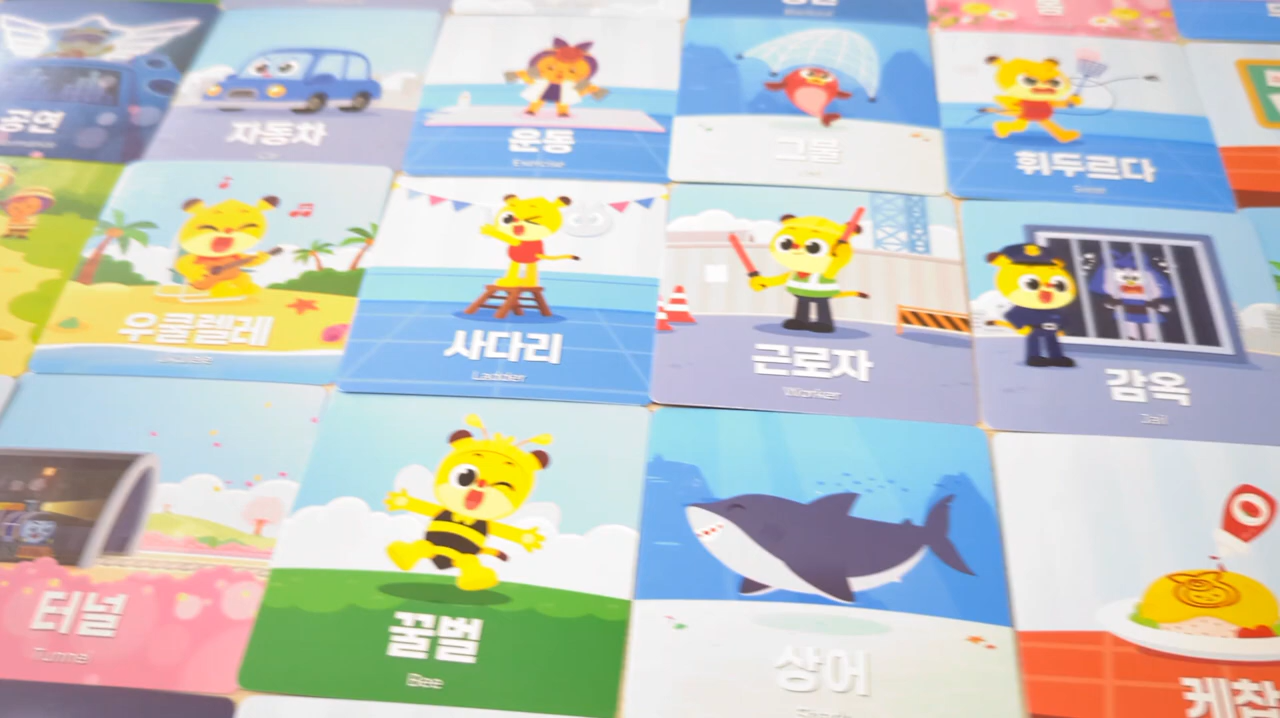 공연
자동차
운동
Exercise
그물
휘두르다
우쿨렐레
사다리
Ladder
근로자
Worker
감옥
Jail
터널
Tunnel
꿀벌
Bee
상어
케찹